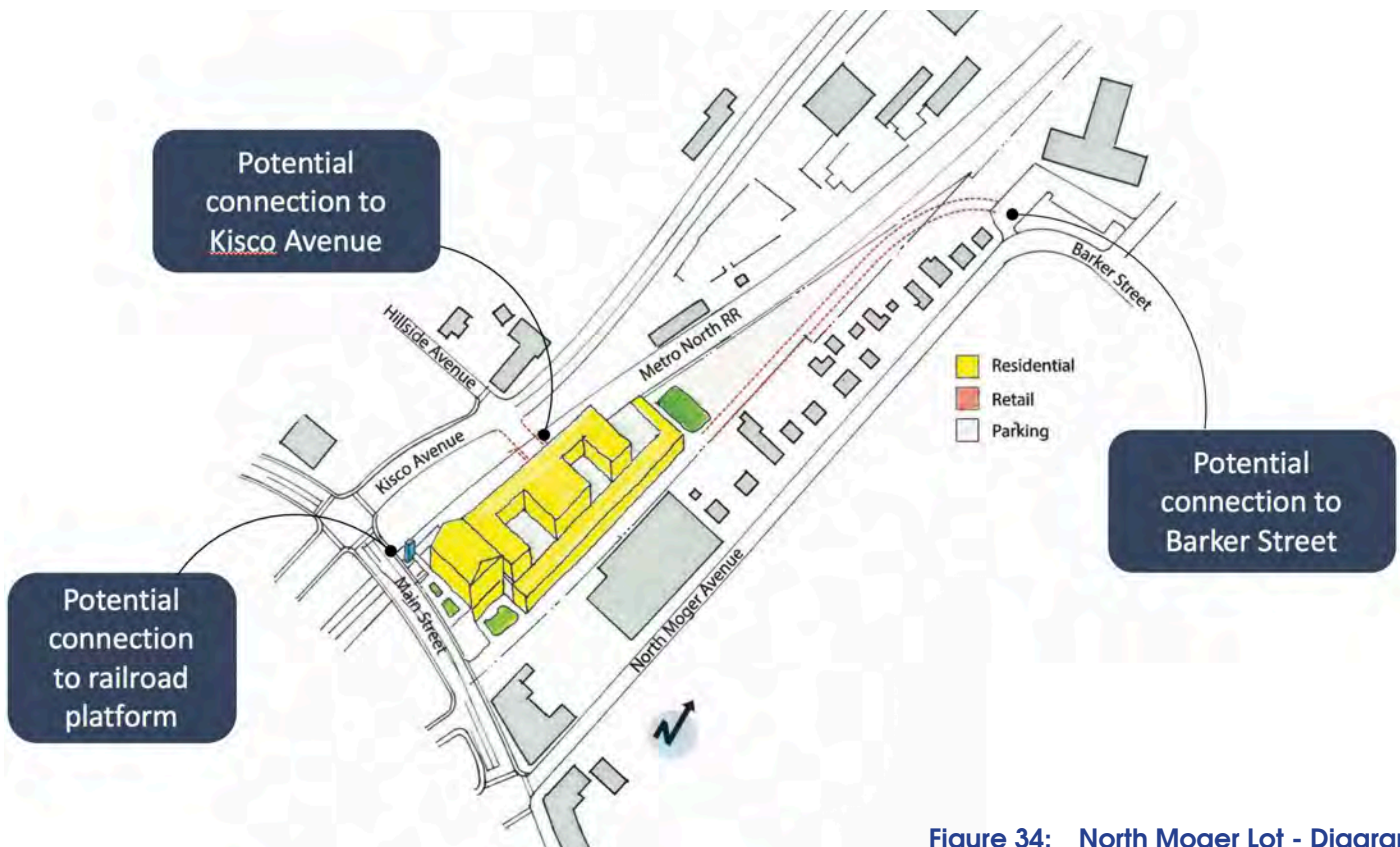 Potential
connection to
Kisco Avenue
Hillside Avenue
Metro North RR
Kisco Avenue
Barker Street
Residential
Retail
Parking
Potential
connection to
Barker Street
Potential
connection
to railroad
platform
Main Street
North Moger Avenue
N
Figure 34: North Moger Lot - Diagram